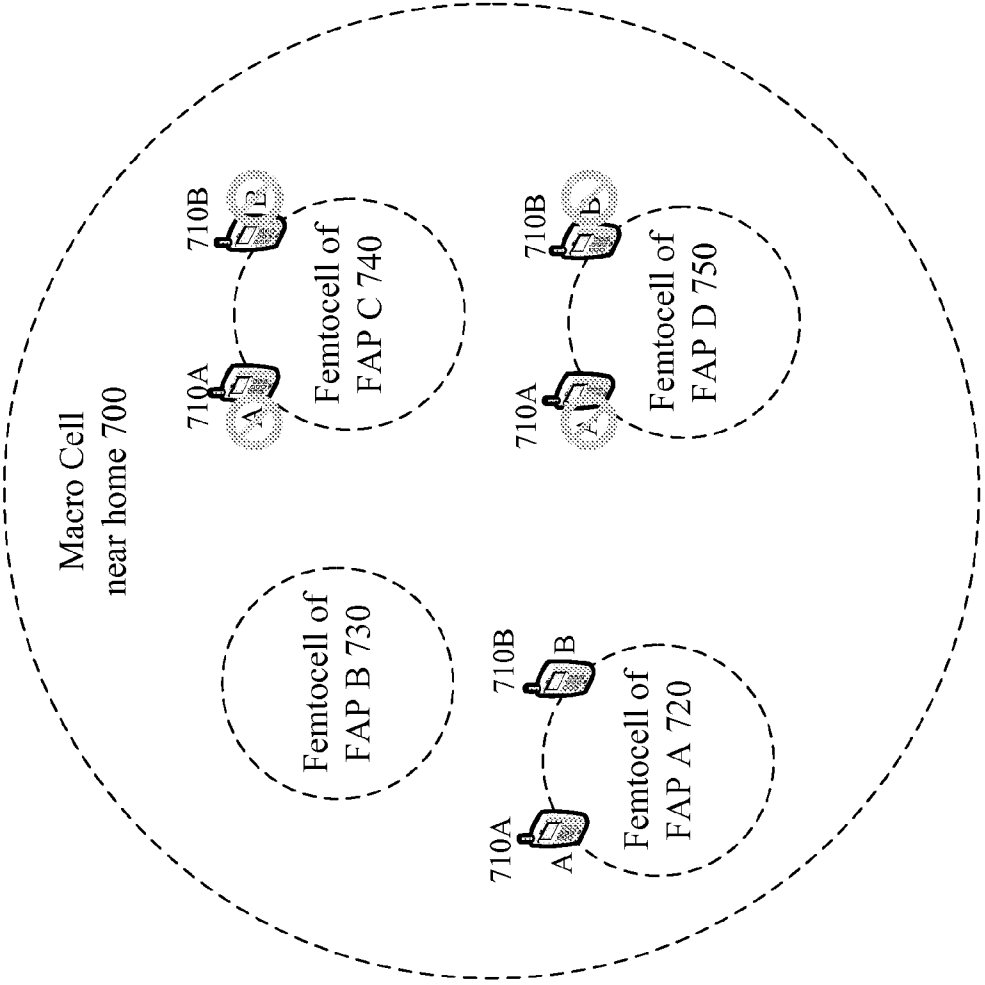 Macro Cell
near home 700
710A
A
710B
B
Femtocell of
FAP C 740
710A
A
710B
B
Femtocell of
FAP D 750
Femtocell of
FAP B 730
710A
A
710B
B
Femtocell of
FAP A 720